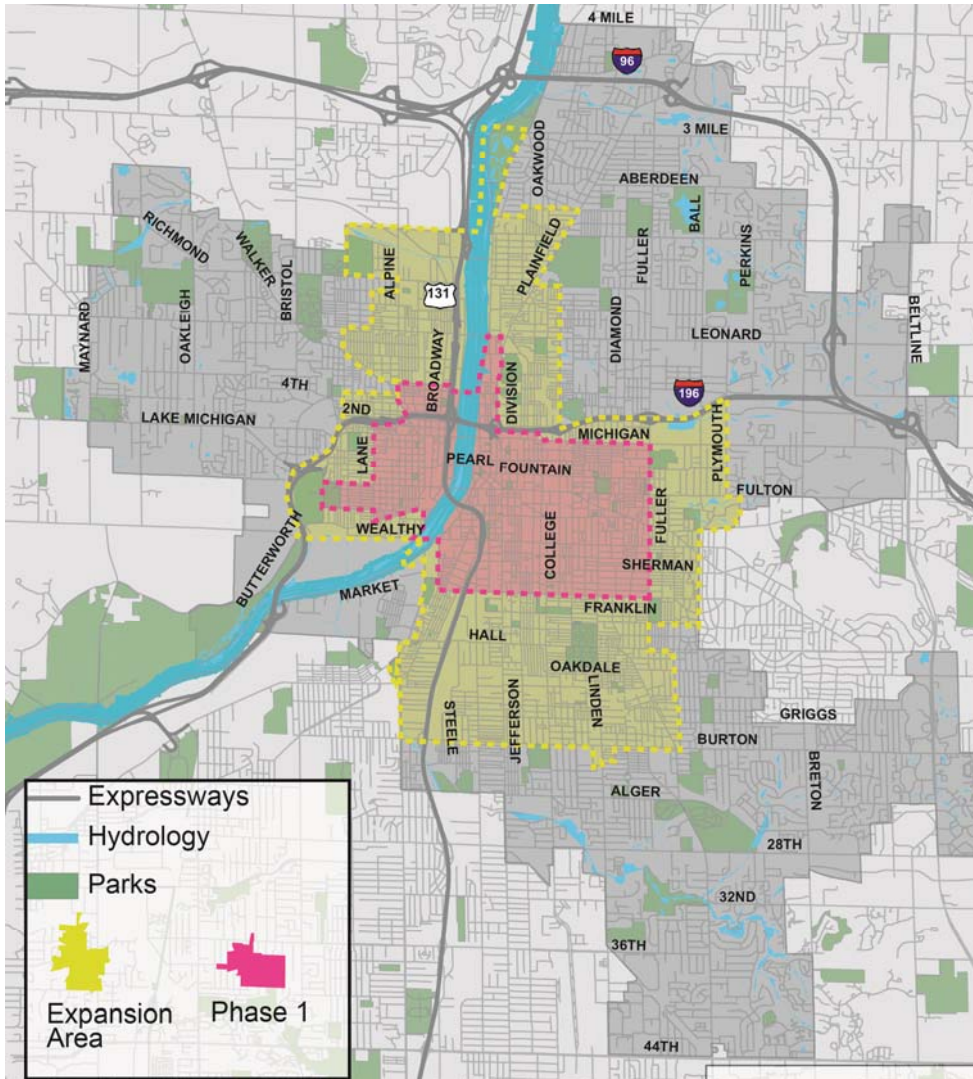 4 MILE
96
3 MILE
OAKWOOD
ABERDEEN
BALL
RICHMOND
WALKER
PLAINFIELD
FULLER
PERKINS
ALPINE
BRISTOL
131
MAYNARD
OAKLEIGH
DIAMOND
BELTLINE
LEONARD
BROADWAY
4TH
DIVISION
196
2ND
LAKE MICHIGAN
MICHIGAN
PLYMOUTH
LANE
PEARL
FOUNTAIN
FULLER
FULTON
WEALTHY
COLLEGE
BUTTERWORTH
SHERMAN
MARKET
FRANKLIN
HALL
OAKDALE
LINDEN
STEELE
JEFFERSON
GRIGGS
BURTON
BRETON
ALGER
28TH
32ND
36TH
44TH
Expressways
Hydrology
Parks
Expansion
Area
Phase 1